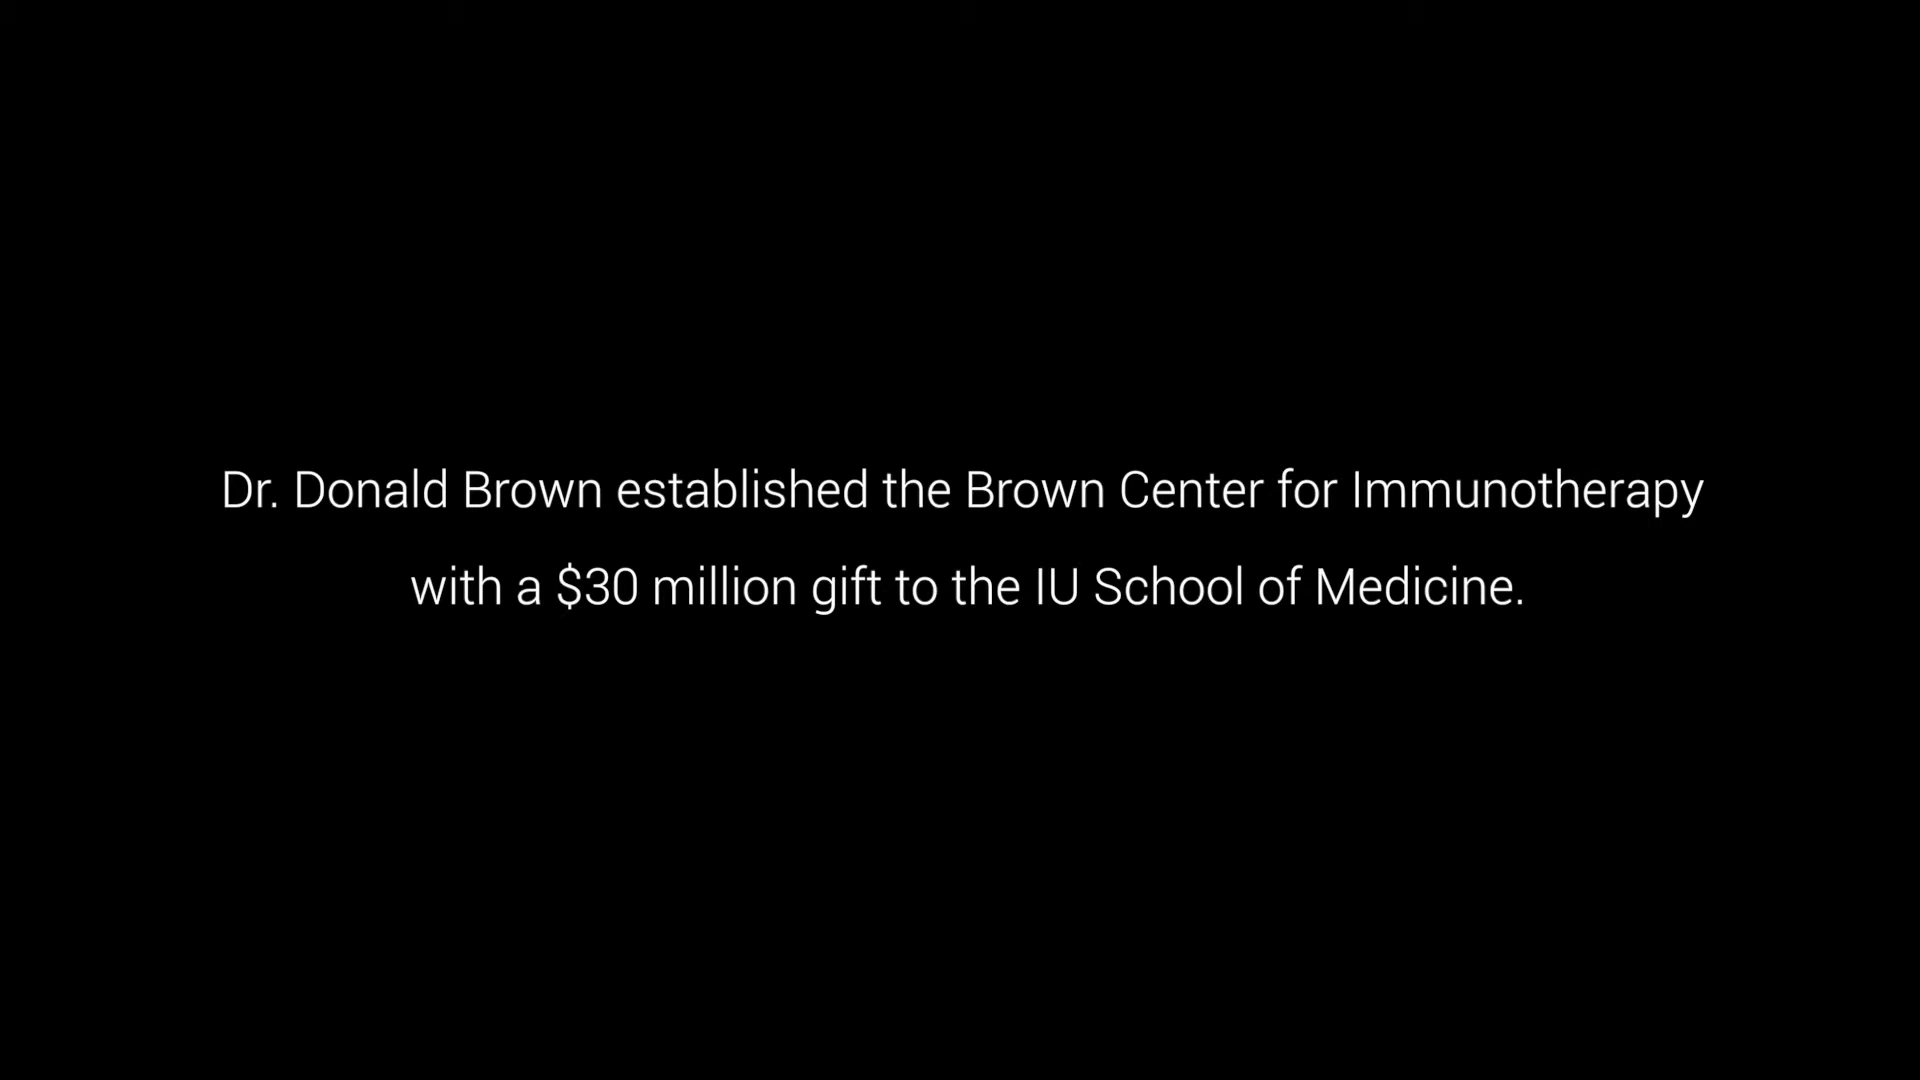 Dr. Donald Brown established the Brown Center for Immunotherapy
with a $30 million gift to the IU School of Medicine.